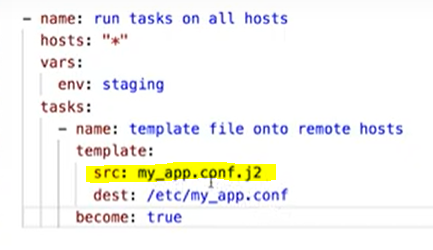 - name: run tasks on all hosts
hosts: "*"
vars:
env: staging
tasks:
- name: template file onto remote hosts
template:
src: my_app.conf.j2
dest: /etc/my_app.conf
become: true